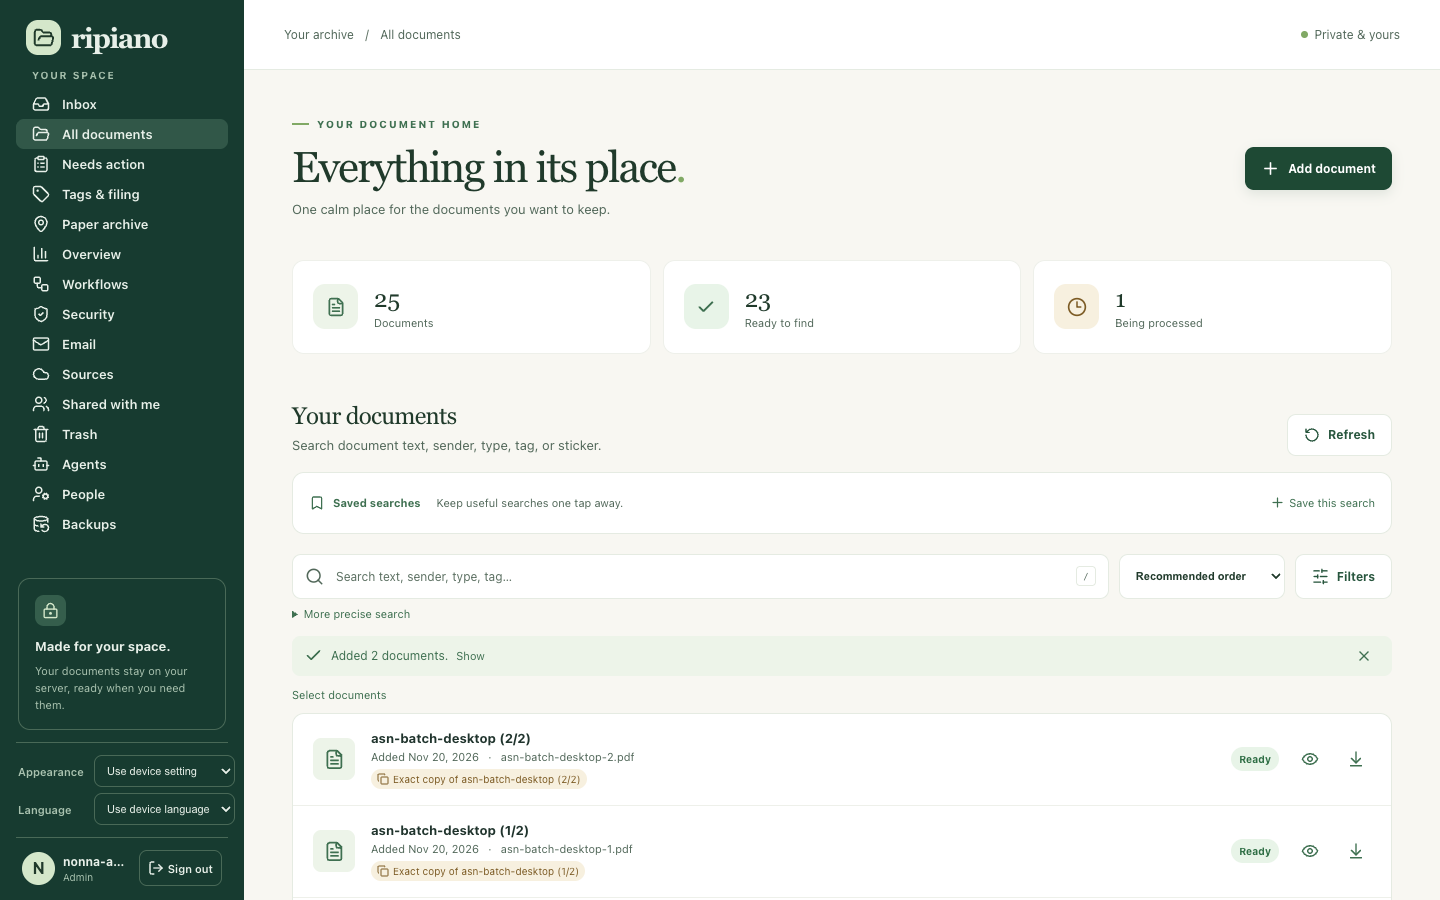 ripiano
YOUR SPACE
Inbox
All documents
Needs action
Tags & filing
Paper archive
Overview
Workflows
Security
Email
Sources
Shared with me
Trash
Agents
People
Backups
Made for your space.
Your documents stay on your
server, ready when you need
them.
Appearance
Use device setting
Language
Use device language
N
nonna-a...
Admin
Sign out
Your archive / All documents
Private & yours
YOUR DOCUMENT HOME
Everything in its place.
One calm place for the documents you want to keep.
Add document
25
Documents
23
Ready to find
1
Being processed
Your documents
Search document text, sender, type, tag, or sticker.
Refresh
Saved searches Keep useful searches one tap away.
Save this search
Search text, sender, type, tag...
/
Recommended order
Filters
More precise search
Added 2 documents. Show
Select documents
asn-batch-desktop (2/2)
Added Nov 20, 2026 · asn-batch-desktop-2.pdf
Exact copy of asn-batch-desktop (2/2)
Ready
asn-batch-desktop (1/2)
Added Nov 20, 2026 · asn-batch-desktop-1.pdf
Exact copy of asn-batch-desktop (1/2)
Ready